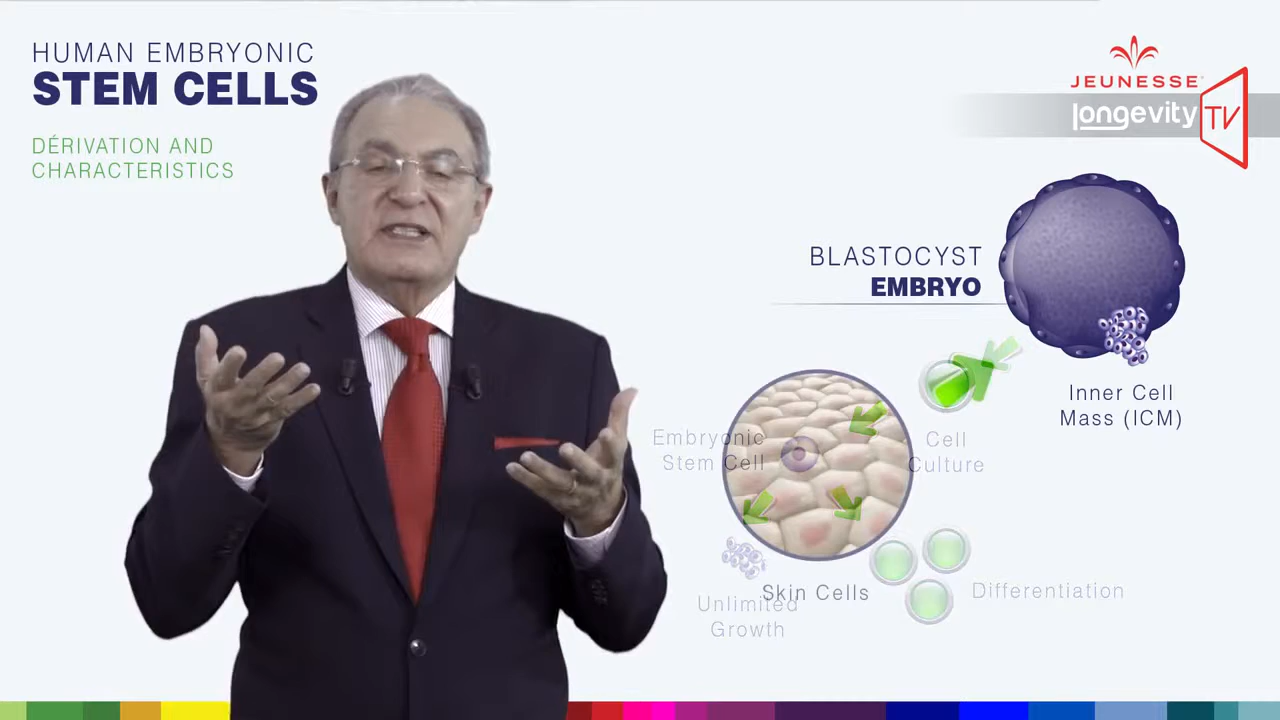 HUMAN EMBRYONIC
STEM CELLS
DÉRIVATION AND
CHARACTERISTICS
JEUNESSE
longevity TV
BLASTOCYST
EMBRYO
Inner Cell
Mass (ICM)
Embryonic
Stem Cell
Cell
Culture
Skin Cells
Unlimited
Growth
Differentiation